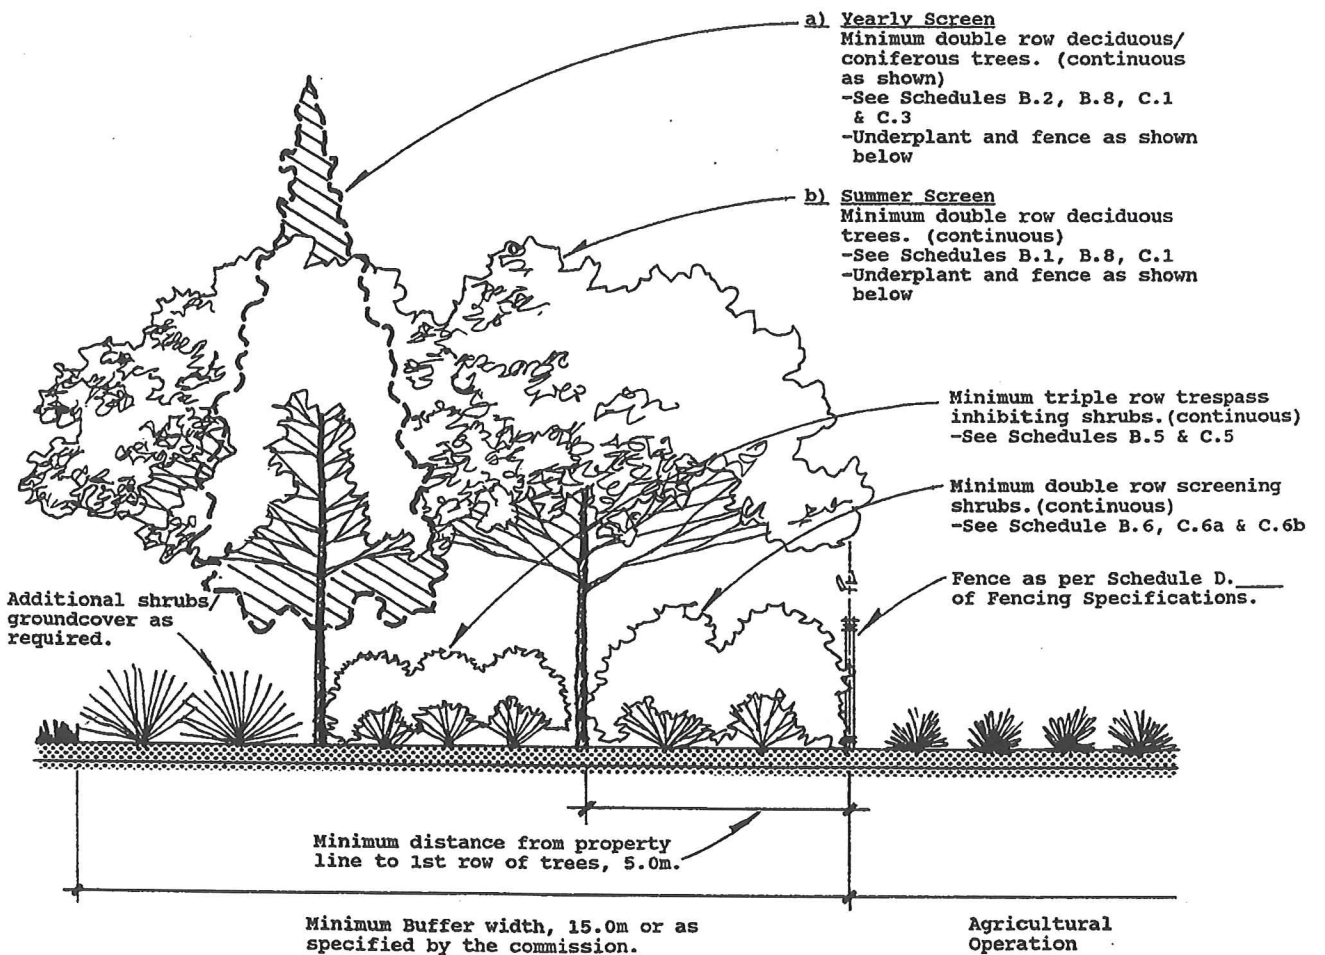 a) Yearly Screen
Minimum double row deciduous/
coniferous trees. (continuous
as shown)
-See Schedules B.2, B.8, C.1
& C.3
-Underplant and fence as shown
below
b) Summer Screen
Minimum double row deciduous
trees. (continuous)
-See Schedules B.1, B.8, C.1
-Underplant and fence as shown
below
Minimum triple row trespass
inhibiting shrubs.(continuous)
-See Schedules B.5 & C.5
Minimum double row screening
shrubs.(continuous)
-See Schedule B.6, C.6a & C.6b
Fence as per Schedule D.____
of Fencing Specifications.
Additional shrubs/
groundcover as
required.
Minimum distance from property
line to 1st row of trees, 5.0m.
Minimum Buffer width, 15.0m or as
specified by the commission.
Agricultural
Operation